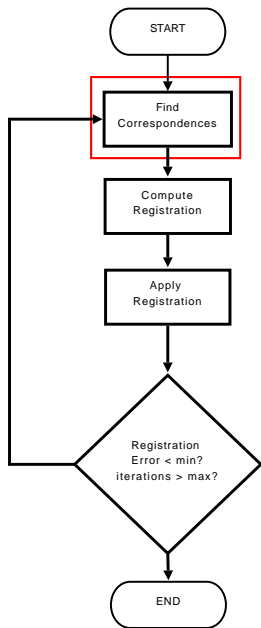 START
Find
Correspondences
Compute
Registration
Apply
Registration
Registration
Error < min?
iterations > max?
END